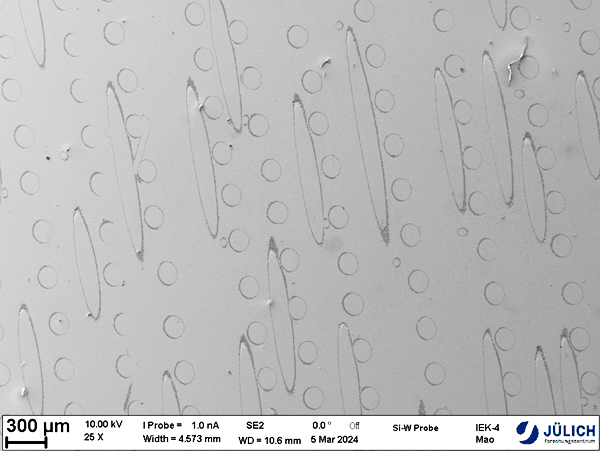 300 µm
10.00 kV
25 X
I Probe = 1.0 nA
Width = 4.573 mm
SE2
WD = 10.6 mm
0.0 ° Off
5 Mar 2024
SI-W Probe
IEK-4
Mao
JÜLICH
Forschungszentrum